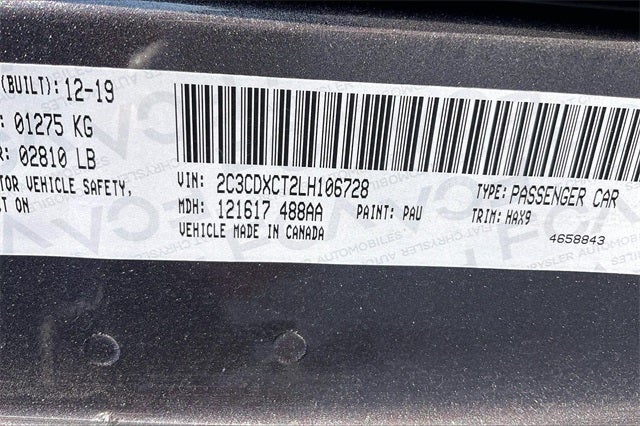 (BUILT): 12-19
: 01275 KG
R: 02810 LB
TOR VEHICLE SAFETY,
CT ON
VIN: 2C3CDXCT2LH106728
TYPE: PASSENGER CAR
MDH: 121617 488AA
PAINT: PAU
TRIM: HAX9
VEHICLE MADE IN CANADA
4658843